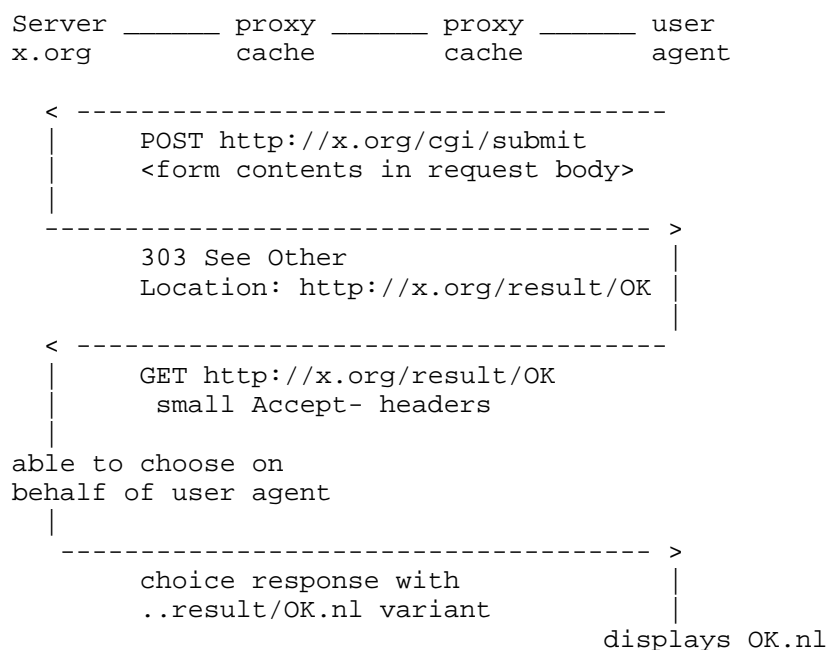 Server ______ proxy ______ proxy ______ user
x.org         cache        cache        agent

  < --------------------------------------
  |     POST http://x.org/cgi/submit
  |     <form contents in request body>
  |
  --------------------------------------- >
        303 See Other                     |
        Location: http://x.org/result/OK  |
                                          |
  < --------------------------------------
  |     GET http://x.org/result/OK
  |      small Accept- headers
  |
able to choose on
behalf of user agent
  |
   -------------------------------------- >
        choice response with              |
        ..result/OK.nl variant            |
                                      displays OK.nl